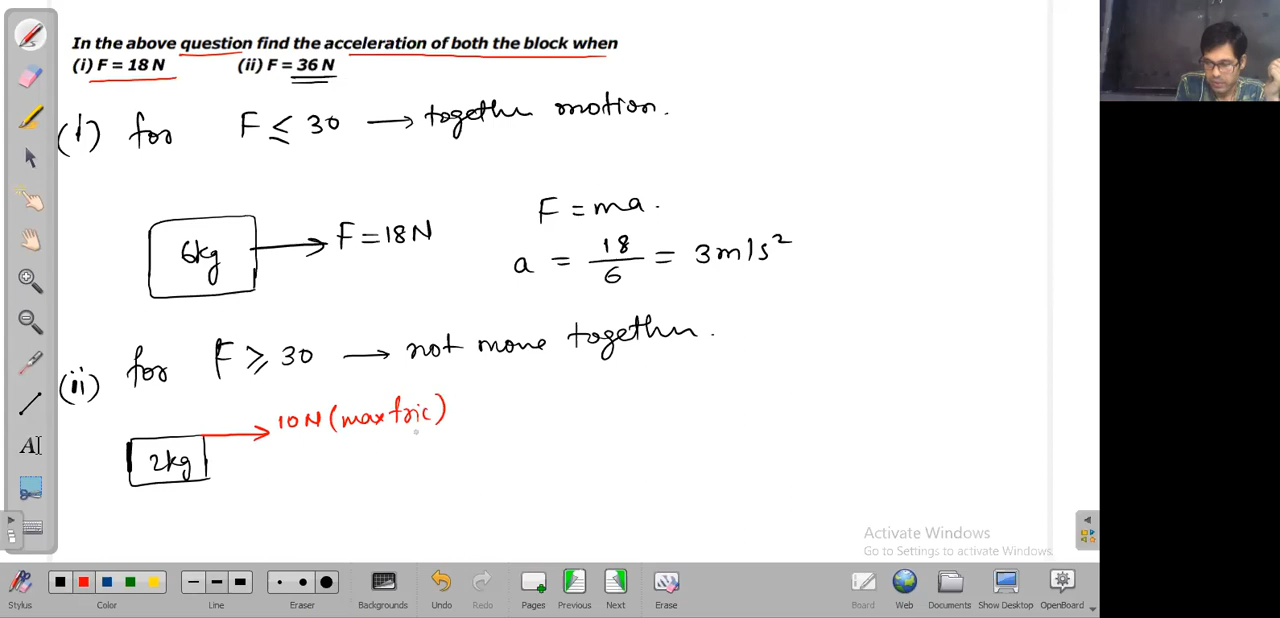 In the above question find the acceleration of both the block when
(i) F = 18 N (ii) F = 36 N
(i) for F ≤ 30 → together motion.
6kg → F = 18N
F = ma.
a = 18/6 = 3m/s²
(ii) for F ≥ 30 → not move together.
10N (max fric)
2kg
Activate Windows
Go to Settings to activate Windows.
Stylus Color Line Eraser Backgrounds Undo Redo Pages Previous Next Erase Board Web Documents Show Desktop OpenBoard